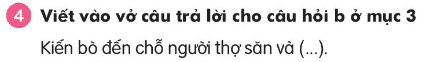 4 Viết vào vở câu trả lời cho câu hỏi b ở mục 3
Kiến bò đến chỗ người thợ săn và (...).